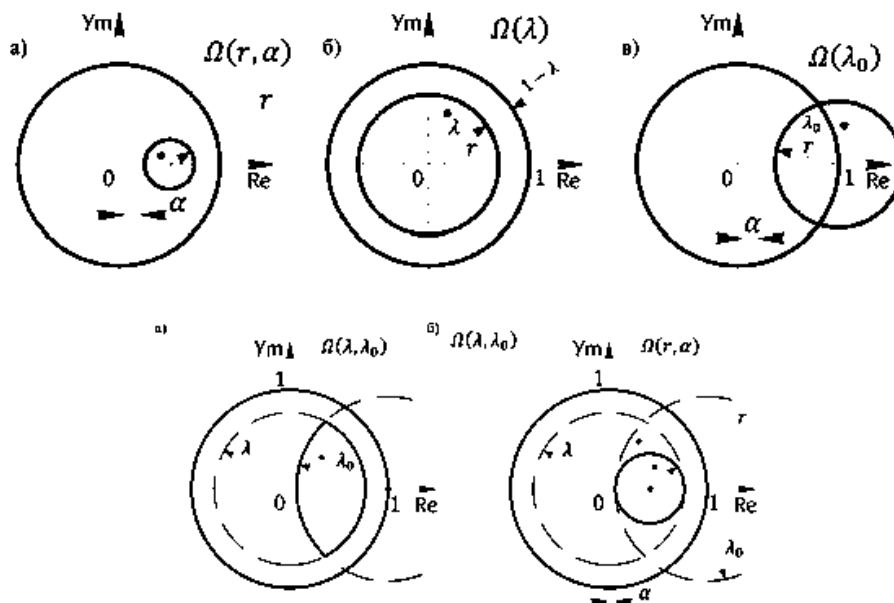 а) Ym Ω(r, α) r 0 Re α
б) Ω(λ) 1−λ λ r 0 1 Re
в) Ym Ω(λ₀) λ₀ r 0 1 Re α
а) Ym Ω(λ, λ₀) 1 λ λ₀ 0 1 Re
б) Ω(λ, λ₀) Ym Ω(r, α) 1 r λ 0 1 Re λ₀ α